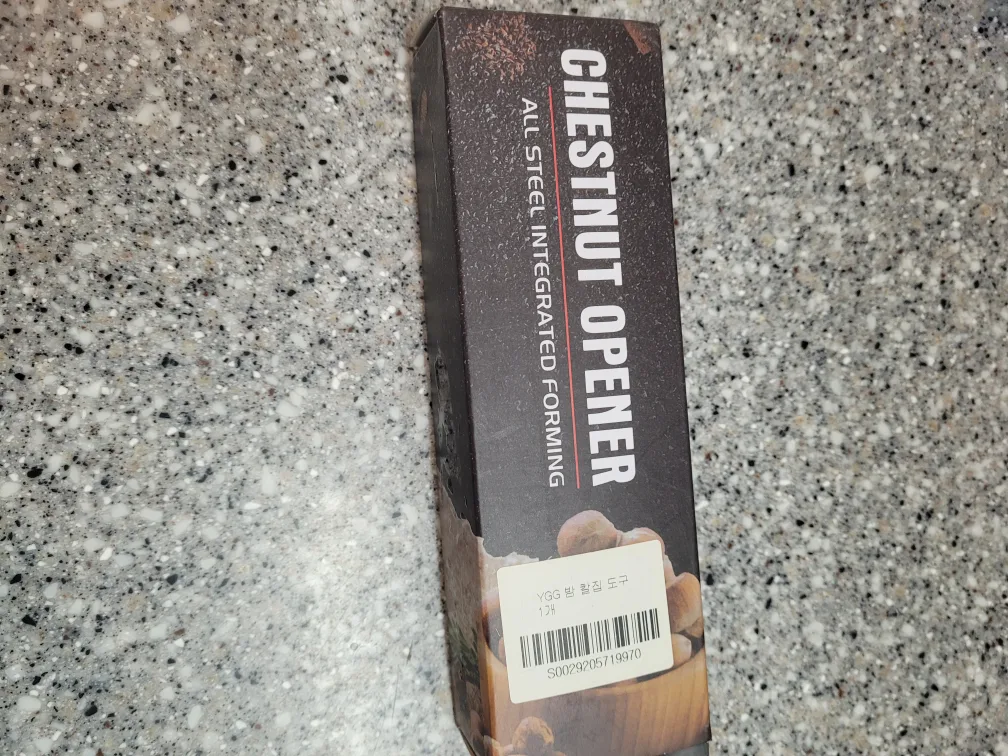 CHESTNUT OPENER
ALL STEEL INTEGRATED FORMING
YGG 밤 칼집 도구
1개
S0029205719970